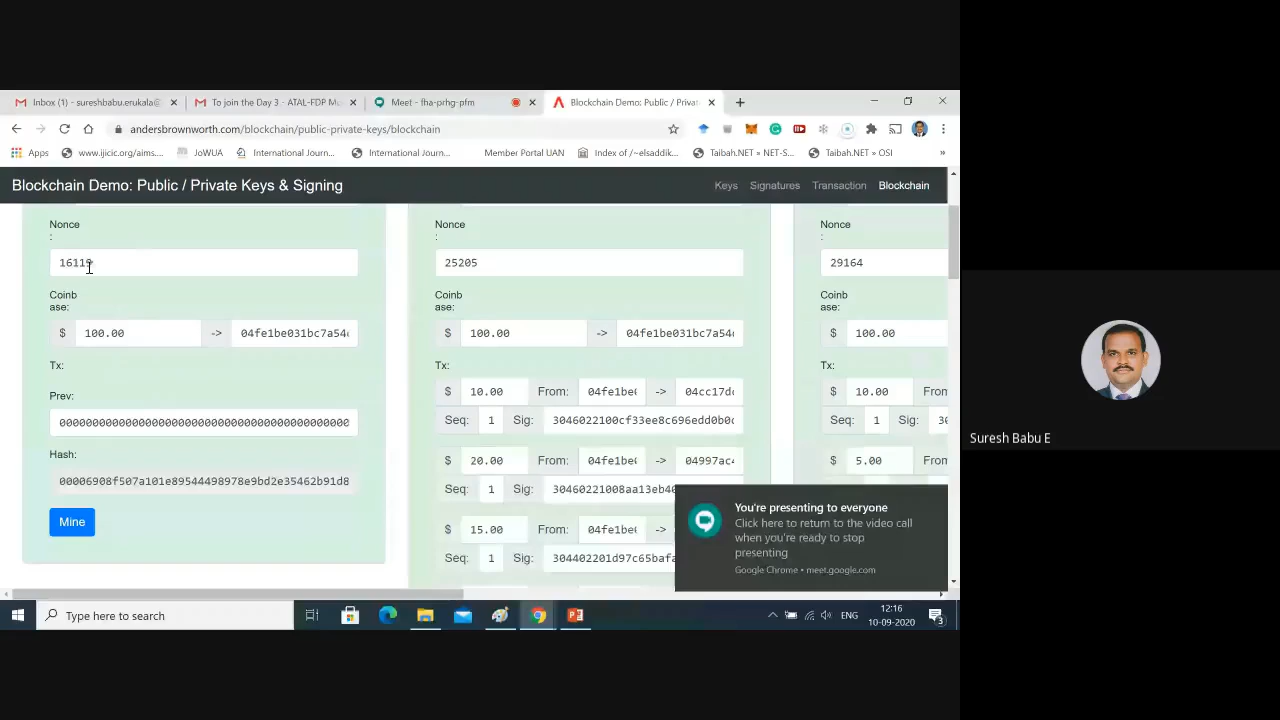 Inbox (1) - sureshbabu.erukala@
To join the Day 3 - ATAL-FDP Mo
Meet - fha-prhg-pfm
Blockchain Demo: Public / Priva
andersbrownworth.com/blockchain/public-private-keys/blockchain
Apps
www.ijicic.org/aims....
JoWUA
International Journ...
International Journ...
Member Portal UAN
Index of /~elsaddik...
Taibah.NET » NET-S...
Taibah.NET » OSI
Blockchain Demo: Public / Private Keys & Signing
Keys
Signatures
Transaction
Blockchain
Nonce
:
16119
Coinb
ase:
$ 100.00 -> 04fe1be031bc7a54
Tx:
Prev:
Hash:
00006908f507a101e89544498978e9bd2e35462b91d8
Mine
Nonce
:
25205
Coinb
ase:
$ 100.00 -> 04fe1be031bc7a54
Tx:
$ 10.00 From: 04fe1be -> 04cc17d
Seq: 1 Sig: 3046022100cf33ee8c696edd0b0
$ 20.00 From: 04fe1be -> 04997ac
Seq: 1 Sig: 30460221008aa13eb4
$ 15.00 From: 04fe1be ->
Seq: 1 Sig: 304402201d97c65bafa
Nonce
:
29164
Coinb
ase:
$ 100.00
Tx:
$ 10.00 From
Seq: 1 Sig: 30
$ 5.00 From
You're presenting to everyone
Click here to return to the video call
when you're ready to stop
presenting
Google Chrome • meet.google.com
Type here to search
ENG
12:16
10-09-2020
3
Suresh Babu E